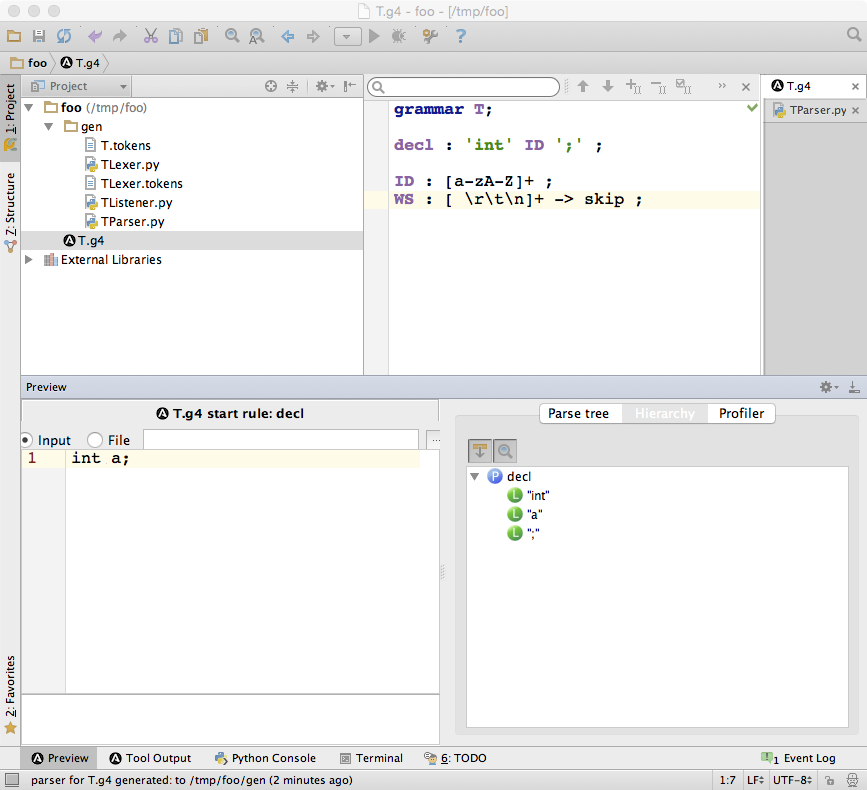 T.g4 - foo - [/tmp/foo]
foo
T.g4
1: Project
Z: Structure
2: Favorites
Project
foo (/tmp/foo)
gen
T.tokens
TLexer.py
TLexer.tokens
TListener.py
TParser.py
T.g4
External Libraries
grammar T;
decl : 'int' ID ';' ;
ID : [a-zA-Z]+ ;
WS : [ \r\t\n]+ -> skip ;
T.g4
TParser.py
Preview
T.g4 start rule: decl
Input
File
...
1 int a;
Parse tree
Hierarchy
Profiler
decl
"int"
"a"
";"
Preview
Tool Output
Python Console
Terminal
6: TODO
1 Event Log
parser for T.g4 generated: to /tmp/foo/gen (2 minutes ago)
1:7
LF
UTF-8